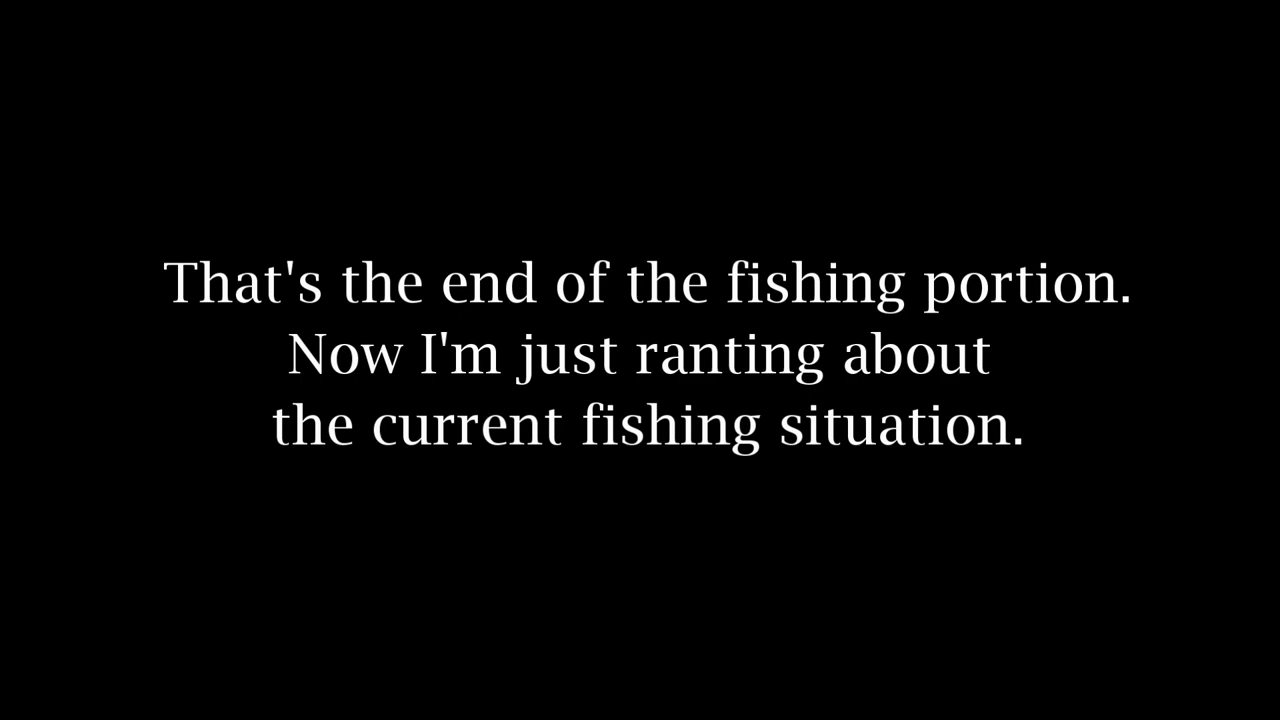 That's the end of the fishing portion.
Now I'm just ranting about
the current fishing situation.